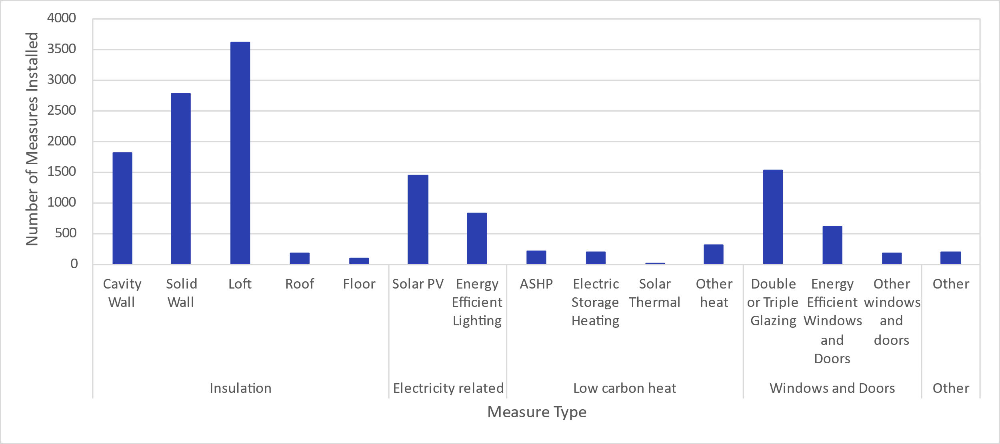 4000
3500
3000
2500
2000
1500
1000
500
0
Number of Measures Installed
Cavity Wall
Solid Wall
Loft
Roof
Floor
Solar PV
Energy Efficient Lighting
ASHP
Electric Storage Heating
Solar Thermal
Other heat
Double or Triple Glazing
Energy Efficient Windows and Doors
Other windows and doors
Other
Insulation
Electricity related
Low carbon heat
Windows and Doors
Other
Measure Type